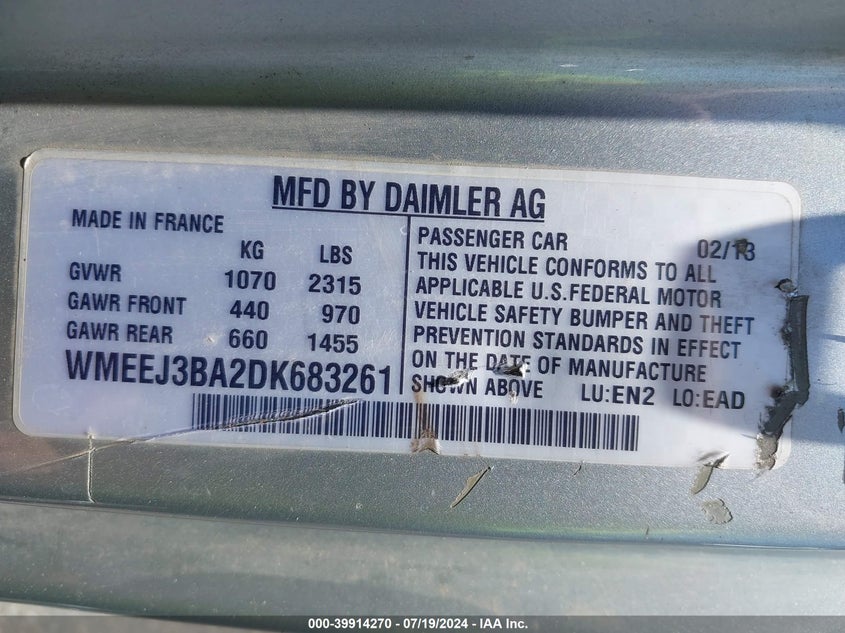 MFD BY DAIMLER AG
MADE IN FRANCE
KG LBS
GVWR 1070 2315
GAWR FRONT 440 970
GAWR REAR 660 1455
WMEEJ3BA2DK683261
PASSENGER CAR 02/13
THIS VEHICLE CONFORMS TO ALL
APPLICABLE U.S.FEDERAL MOTOR
VEHICLE SAFETY BUMPER AND THEFT
PREVENTION STANDARDS IN EFFECT
ON THE DATE OF MANUFACTURE
SHOWN ABOVE LU:EN2 LO:EAD
000-39914270 - 07/19/2024 - IAA Inc.